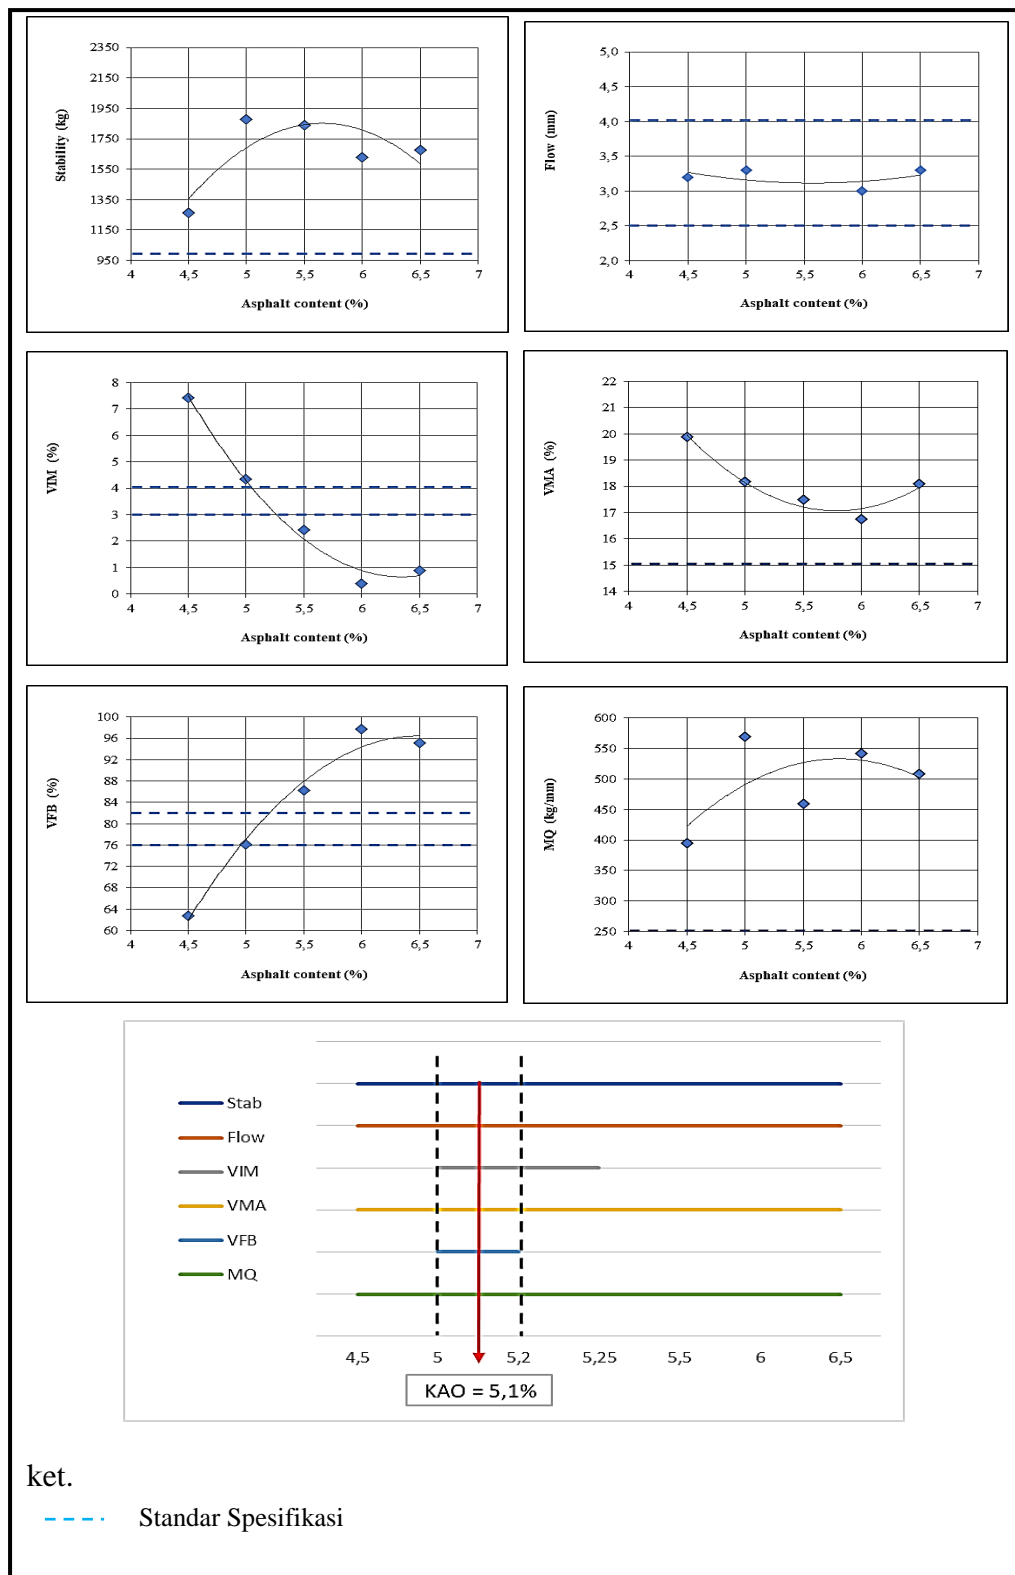 2350
2150
1950
1750
1550
1350
1150
950
4 4,5 5 5,5 6 6,5 7
Stability (kg)
Asphalt content (%)
5,0
4,5
4,0
3,5
3,0
2,5
2,0
4 4,5 5 5,5 6 6,5 7
Flow (mm)
Asphalt content (%)
8
7
6
5
4
3
2
1
0
4 4,5 5 5,5 6 6,5 7
VIM (%)
Asphalt content (%)
22
21
20
19
18
17
16
15
14
4 4,5 5 5,5 6 6,5 7
VMA (%)
Asphalt content (%)
100
96
92
88
84
80
76
72
68
64
60
4 4,5 5 5,5 6 6,5 7
VFB (%)
Asphalt content (%)
600
550
500
450
400
350
300
250
4 4,5 5 5,5 6 6,5 7
MQ (kg/mm)
Asphalt content (%)
Stab
Flow
VIM
VMA
VFB
MQ
4,5 5 5,2 5,25 5,5 6 6,5
KAO = 5,1%
ket.
Standar Spesifikasi